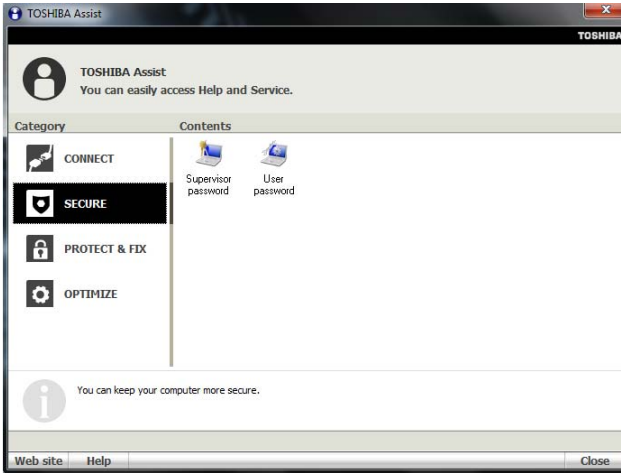 TOSHIBA Assist
TOSHIBA
TOSHIBA Assist
You can easily access Help and Service.
Category
Contents
CONNECT
SECURE
PROTECT & FIX
OPTIMIZE
Supervisor
password
User
password
You can keep your computer more secure.
Web site
Help
Close